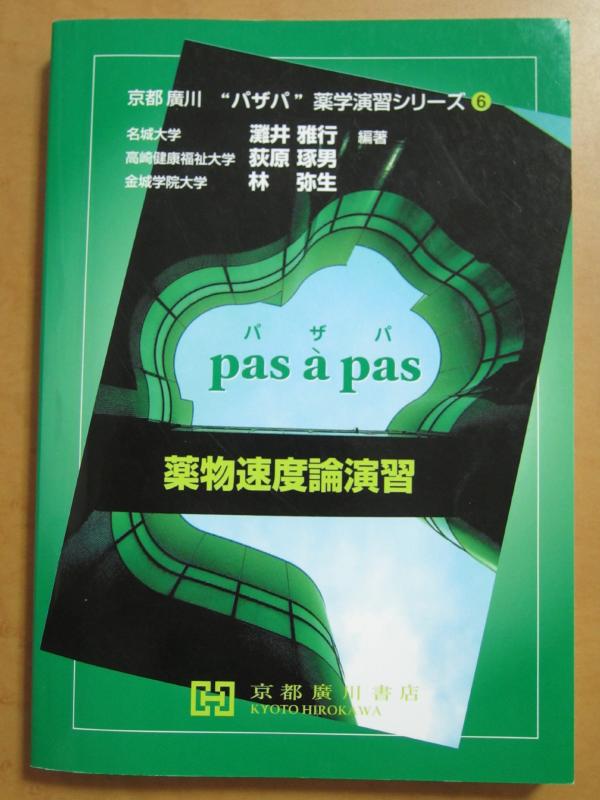 京都 廣川 “パザパ” 薬学演習シリーズ 6
名城大学 灘井 雅行 編著
高崎健康福祉大学 荻原 琢男
金城学院大学 林 弥生
パ ザ パ
pas à pas
薬物速度論演習
京都廣川書店
KYOTO HIROKAWA